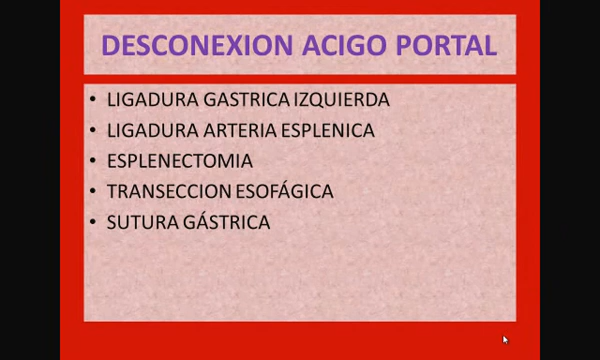 DESCONEXION ACIGO PORTAL
• LIGADURA GASTRICA IZQUIERDA
• LIGADURA ARTERIA ESPLENICA
• ESPLENECTOMIA
• TRANSECCION ESOFÁGICA
• SUTURA GÁSTRICA